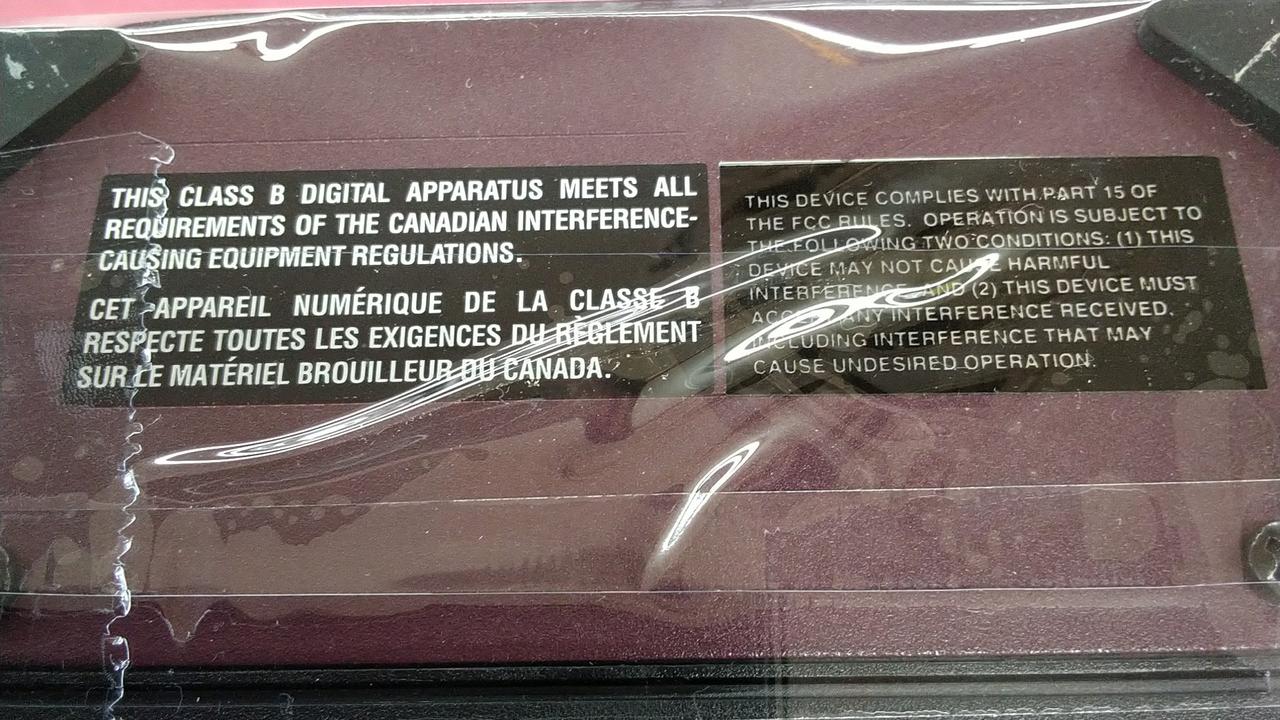 THIS CLASS B DIGITAL APPARATUS MEETS ALL
REQUIREMENTS OF THE CANADIAN INTERFERENCE-
CAUSING EQUIPMENT REGULATIONS.
CET APPAREIL NUMÉRIQUE DE LA CLASSE B
RESPECTE TOUTES LES EXIGENCES DU RÈGLEMENT
SUR LE MATÉRIEL BROUILLEUR DU CANADA.
THIS DEVICE COMPLIES WITH PART 15 OF
THE FCC RULES. OPERATION IS SUBJECT TO
THE FOLLOWING TWO CONDITIONS: (1) THIS
DEVICE MAY NOT CAUSE HARMFUL
INTERFERENCE, AND (2) THIS DEVICE MUST
ANY INTERFERENCE RECEIVED,
INCLUDING INTERFERENCE THAT MAY
CAUSE UNDESIRED OPERATION.